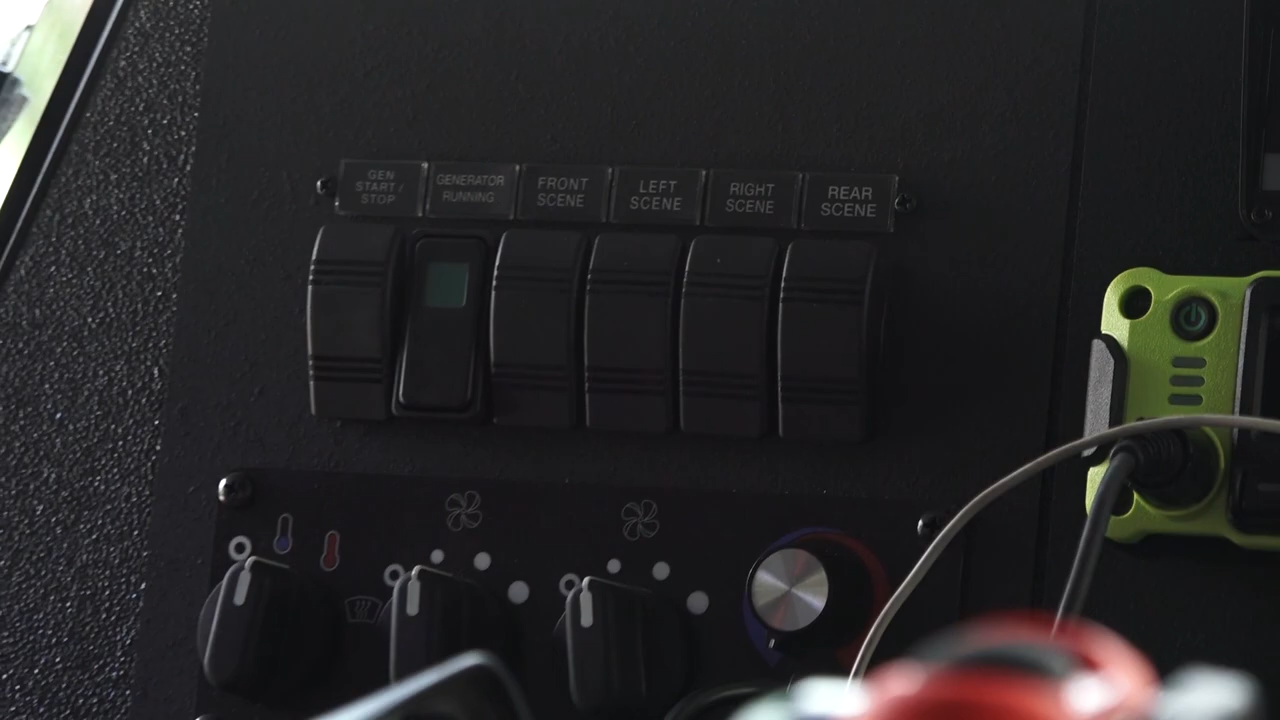 GEN
START /
STOP
GENERATOR
RUNNING
FRONT
SCENE
LEFT
SCENE
RIGHT
SCENE
REAR
SCENE